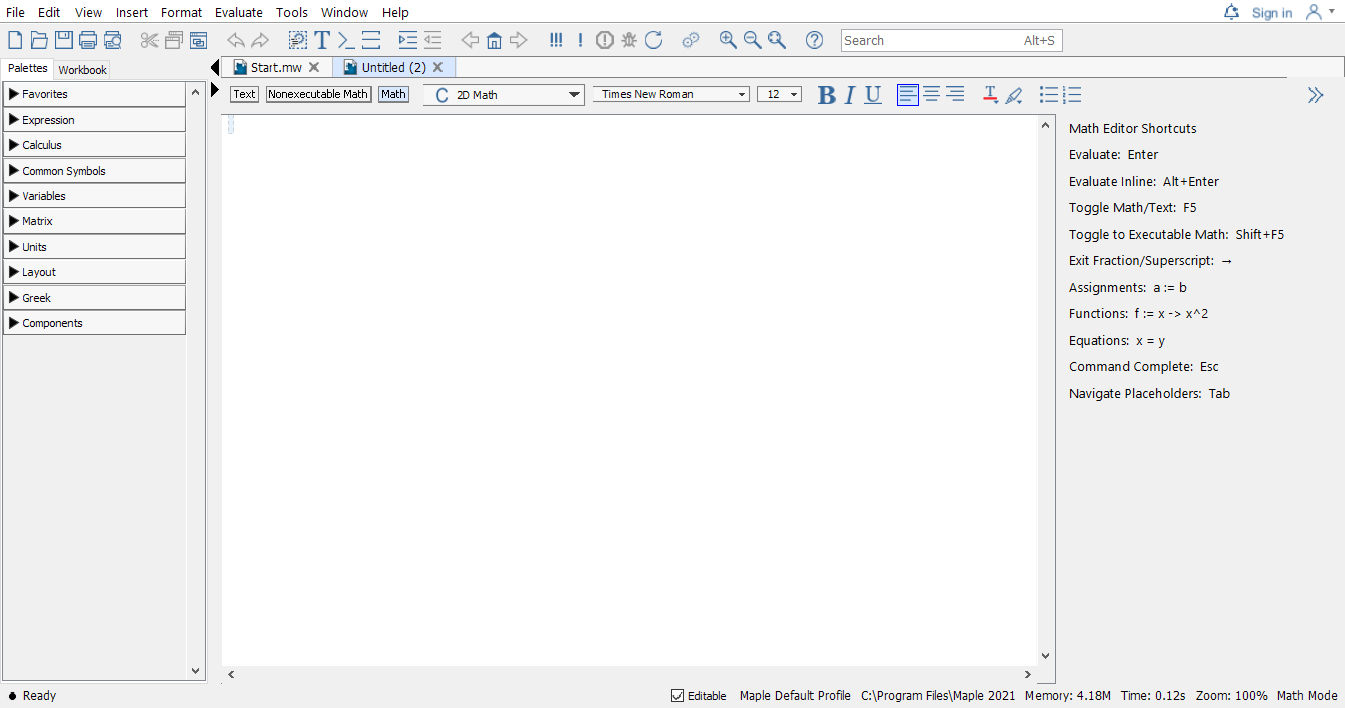 File Edit View Insert Format Evaluate Tools Window Help Sign in
Search Alt+S
Palettes Workbook Start.mw Untitled (2)
Text Nonexecutable Math Math C 2D Math Times New Roman 12 B I U
Favorites
Expression
Calculus
Common Symbols
Variables
Matrix
Units
Layout
Greek
Components
Math Editor Shortcuts
Evaluate: Enter
Evaluate Inline: Alt+Enter
Toggle Math/Text: F5
Toggle to Executable Math: Shift+F5
Exit Fraction/Superscript: →
Assignments: a := b
Functions: f := x -> x^2
Equations: x = y
Command Complete: Esc
Navigate Placeholders: Tab
Ready Editable Maple Default Profile C:\Program Files\Maple 2021 Memory: 4.18M Time: 0.12s Zoom: 100% Math Mode